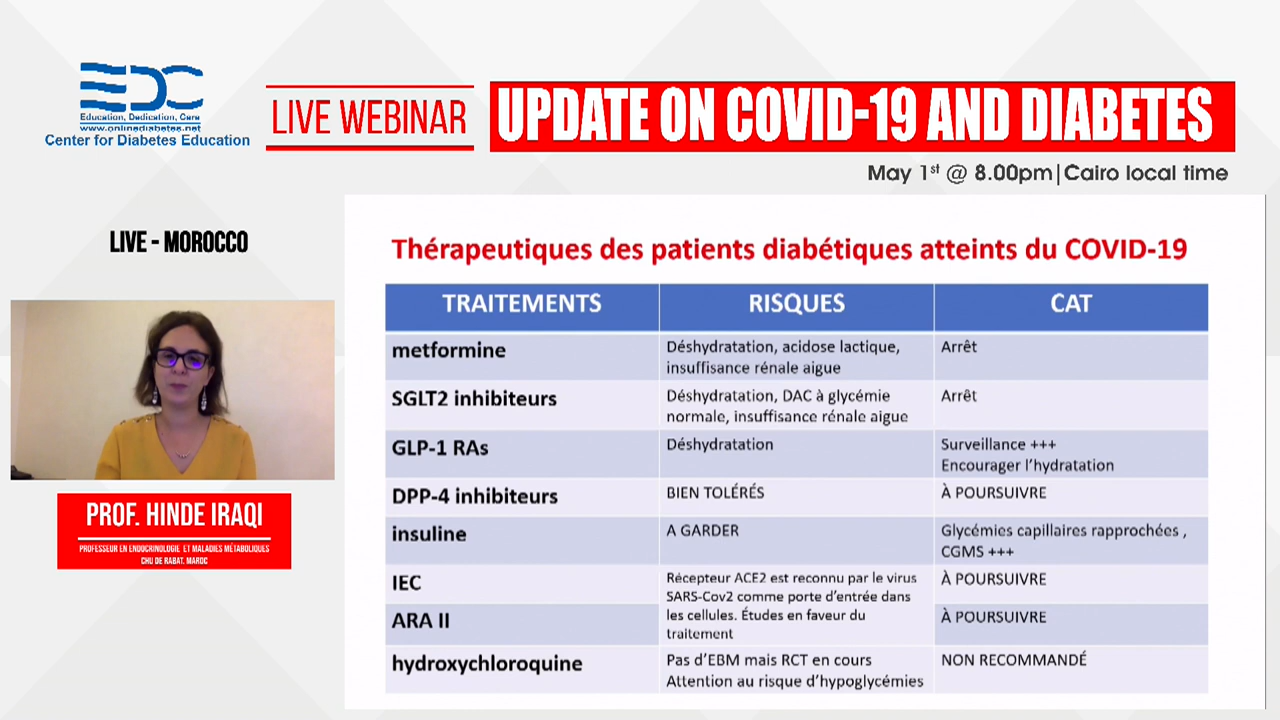 EDC
Education, Dedication, Care
www.onlinediabetes.net
Center for Diabetes Education
LIVE WEBINAR
UPDATE ON COVID-19 AND DIABETES
May 1st @ 8.00pm|Cairo local time
LIVE - MOROCCO
PROF. HINDE IRAQI
PROFESSEUR EN ENDOCRINOLOGIE ET MALADIES MÉTABOLIQUES
CHU DE RABAT. MAROC
Thérapeutiques des patients diabétiques atteints du COVID-19
TRAITEMENTS RISQUES CAT
metformine
Déshydratation, acidose lactique,
insuffisance rénale aigue
Arrêt
SGLT2 inhibiteurs
Déshydratation, DAC à glycémie
normale, insuffisance rénale aigue
Arrêt
GLP-1 RAs
Déshydratation
Surveillance +++
Encourager l'hydratation
DPP-4 inhibiteurs
BIEN TOLÉRÉS
À POURSUIVRE
insuline
A GARDER
Glycémies capillaires rapprochées ,
CGMS +++
IEC
Récepteur ACE2 est reconnu par le virus
SARS-Cov2 comme porte d'entrée dans
les cellules. Études en faveur du
traitement
À POURSUIVRE
ARA II
À POURSUIVRE
hydroxychloroquine
Pas d'EBM mais RCT en cours
Attention au risque d'hypoglycémies
NON RECOMMANDÉ